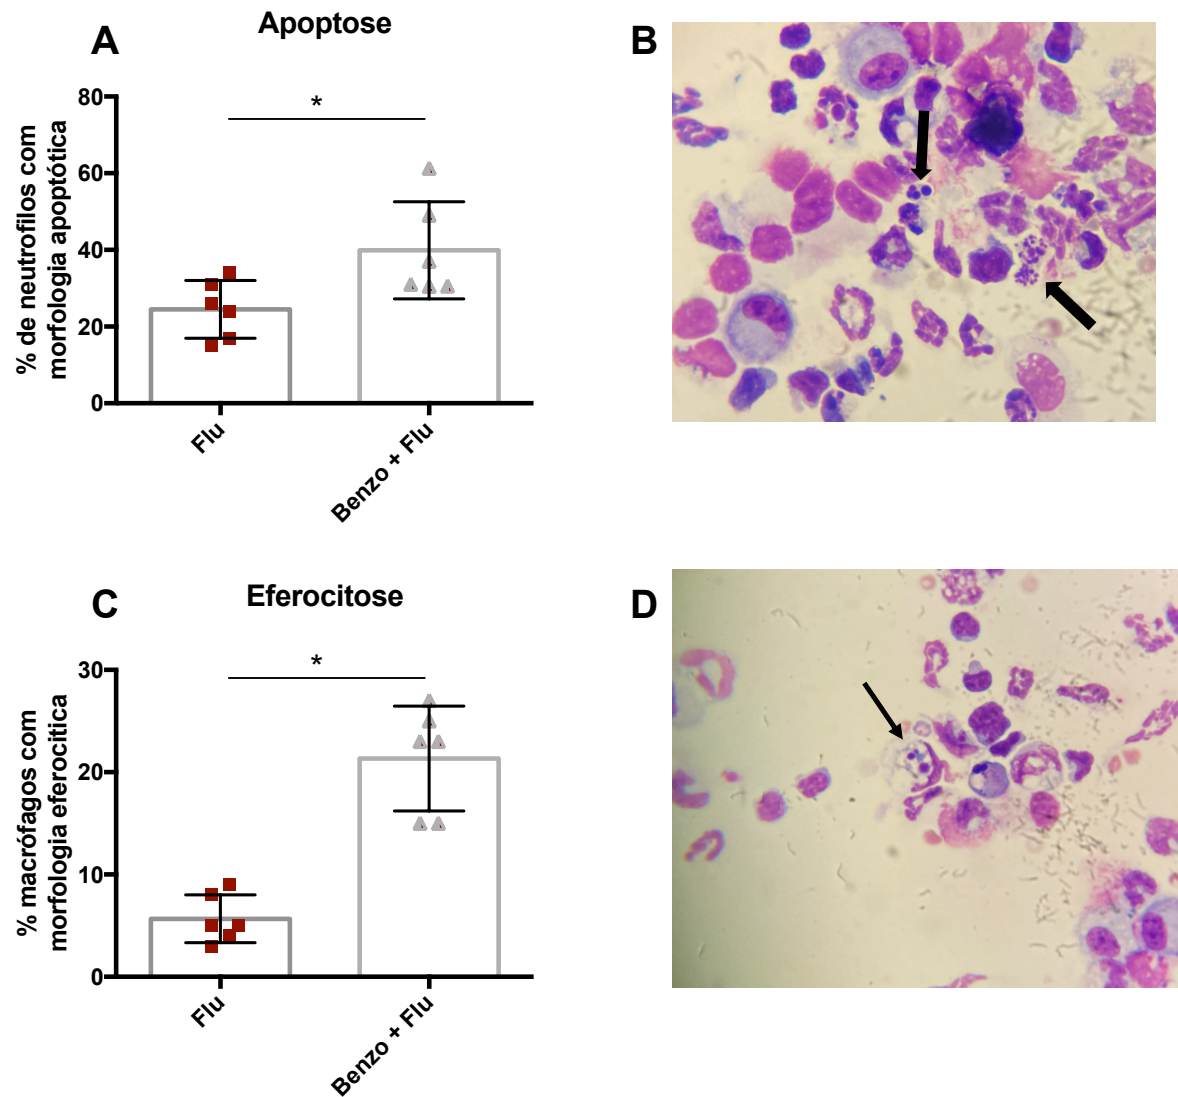 A
Apoptose
B
% de neutrofilos com
morfologia apoptótica
80
60
40
20
0
*
Flu
Benzo + Flu
C
Eferocitose
D
% macrófagos com
morfologia eferocitica
30
20
10
0
*
Flu
Benzo + Flu